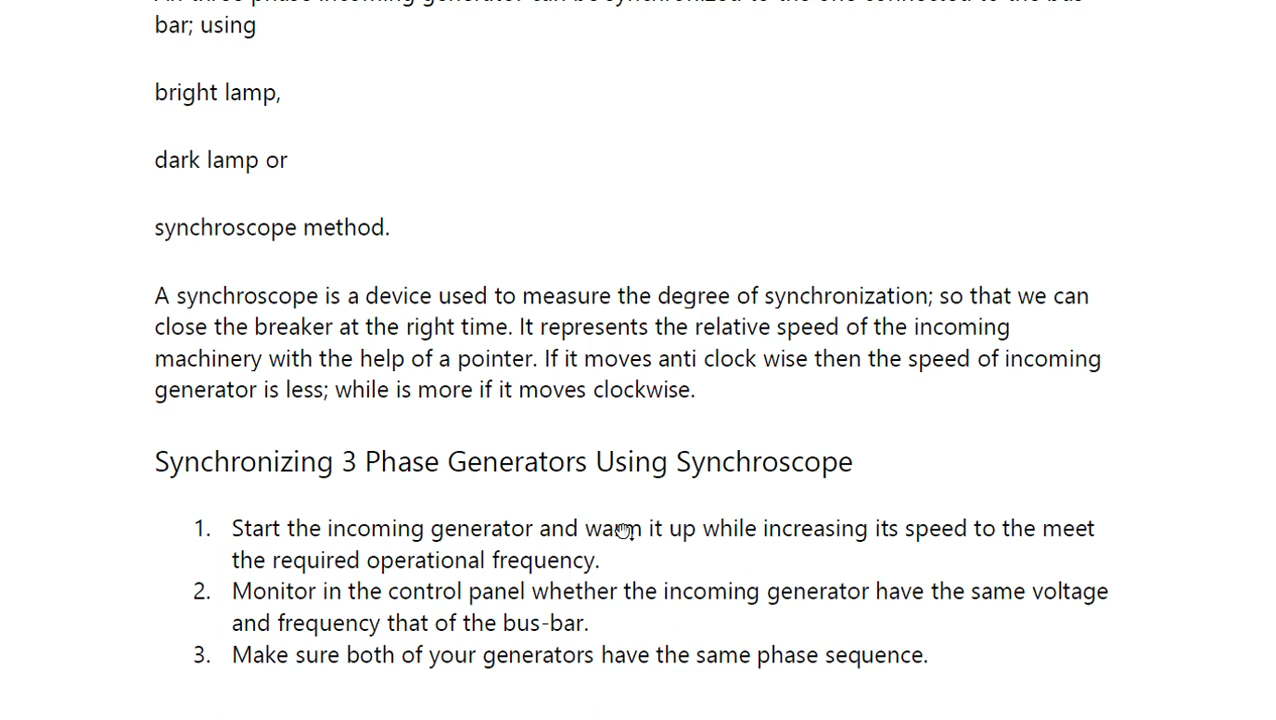 bar; using
bright lamp,
dark lamp or
synchroscope method.
A synchroscope is a device used to measure the degree of synchronization; so that we can
close the breaker at the right time. It represents the relative speed of the incoming
machinery with the help of a pointer. If it moves anti clock wise then the speed of incoming
generator is less; while is more if it moves clockwise.
Synchronizing 3 Phase Generators Using Synchroscope
1. Start the incoming generator and warm it up while increasing its speed to the meet
the required operational frequency.
2. Monitor in the control panel whether the incoming generator have the same voltage
and frequency that of the bus-bar.
3. Make sure both of your generators have the same phase sequence.